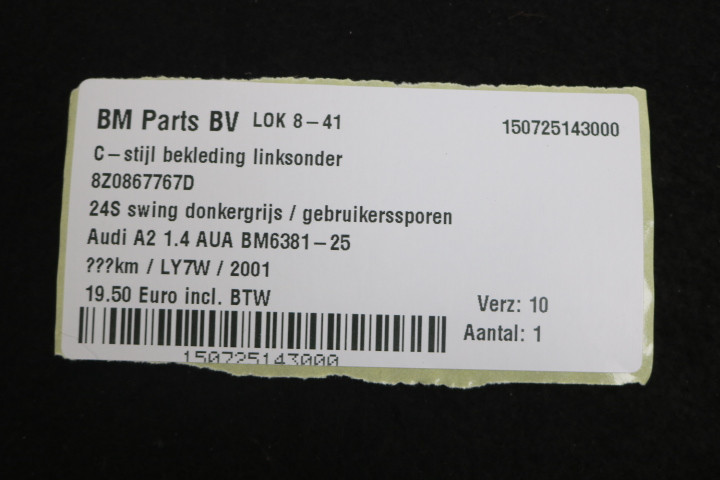 BM Parts BV LOK 8-41 150725143000
C-stijl bekleding linksonder
8Z0867767D
24S swing donkergrijs / gebruikerssporen
Audi A2 1.4 AUA BM6381-25
???km / LY7W / 2001
19.50 Euro incl. BTW
Verz: 10
Aantal: 1
150725143000